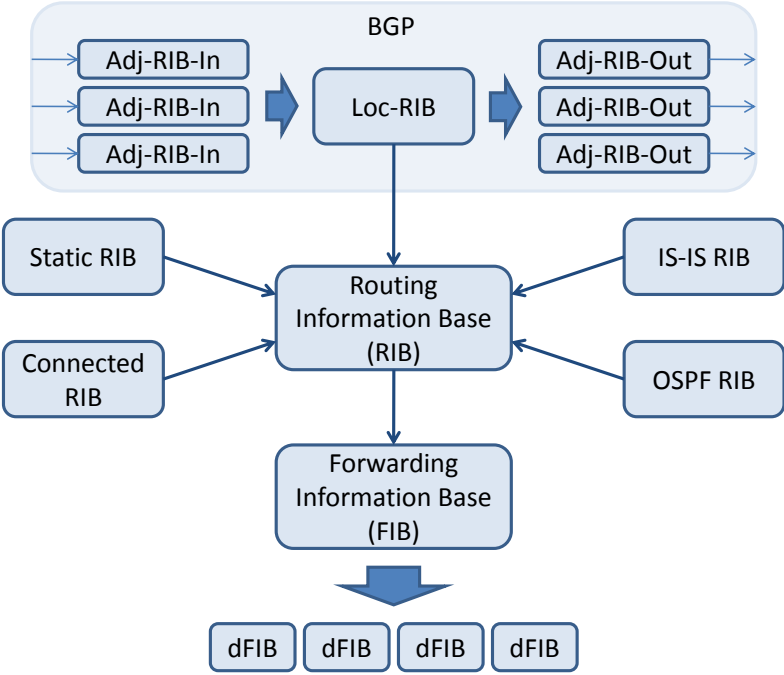 BGP
Adj-RIB-In
Adj-RIB-In
Adj-RIB-In
Loc-RIB
Adj-RIB-Out
Adj-RIB-Out
Adj-RIB-Out
Static RIB
IS-IS RIB
Routing
Information Base
(RIB)
Connected
RIB
OSPF RIB
Forwarding
Information Base
(FIB)
dFIB
dFIB
dFIB
dFIB